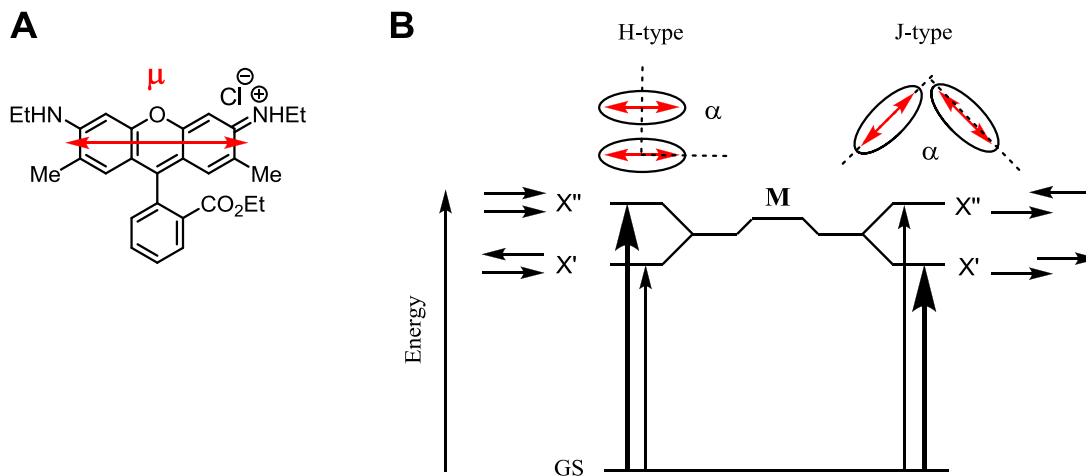 A
μ
Cl⊖
EtHN
O
⊕
NHEt
Me
Me
CO₂Et
B
H-type
J-type
α
α
Energy
X"
M
X"
X'
X'
GS